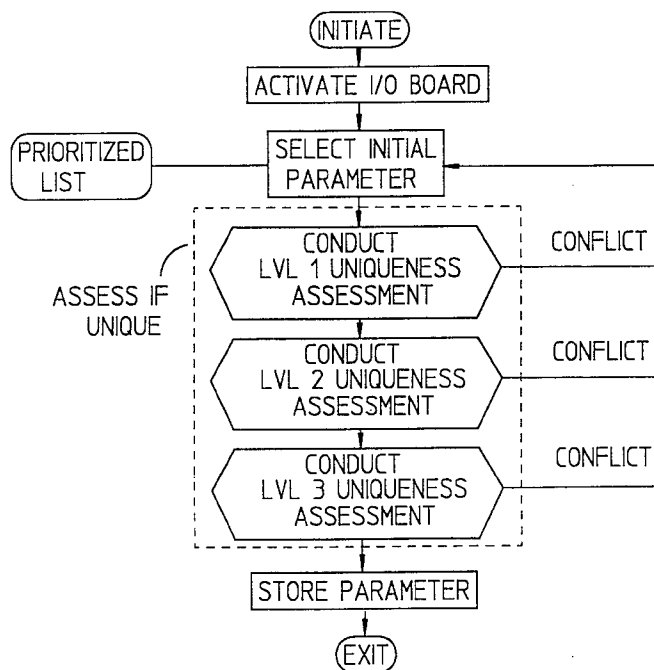 INITIATE
ACTIVATE I/O BOARD
PRIORITIZED
LIST
SELECT INITIAL
PARAMETER
CONDUCT
LVL 1 UNIQUENESS
ASSESSMENT
CONFLICT
ASSESS IF
UNIQUE
CONDUCT
LVL 2 UNIQUENESS
ASSESSMENT
CONFLICT
CONDUCT
LVL 3 UNIQUENESS
ASSESSMENT
CONFLICT
STORE PARAMETER
EXIT